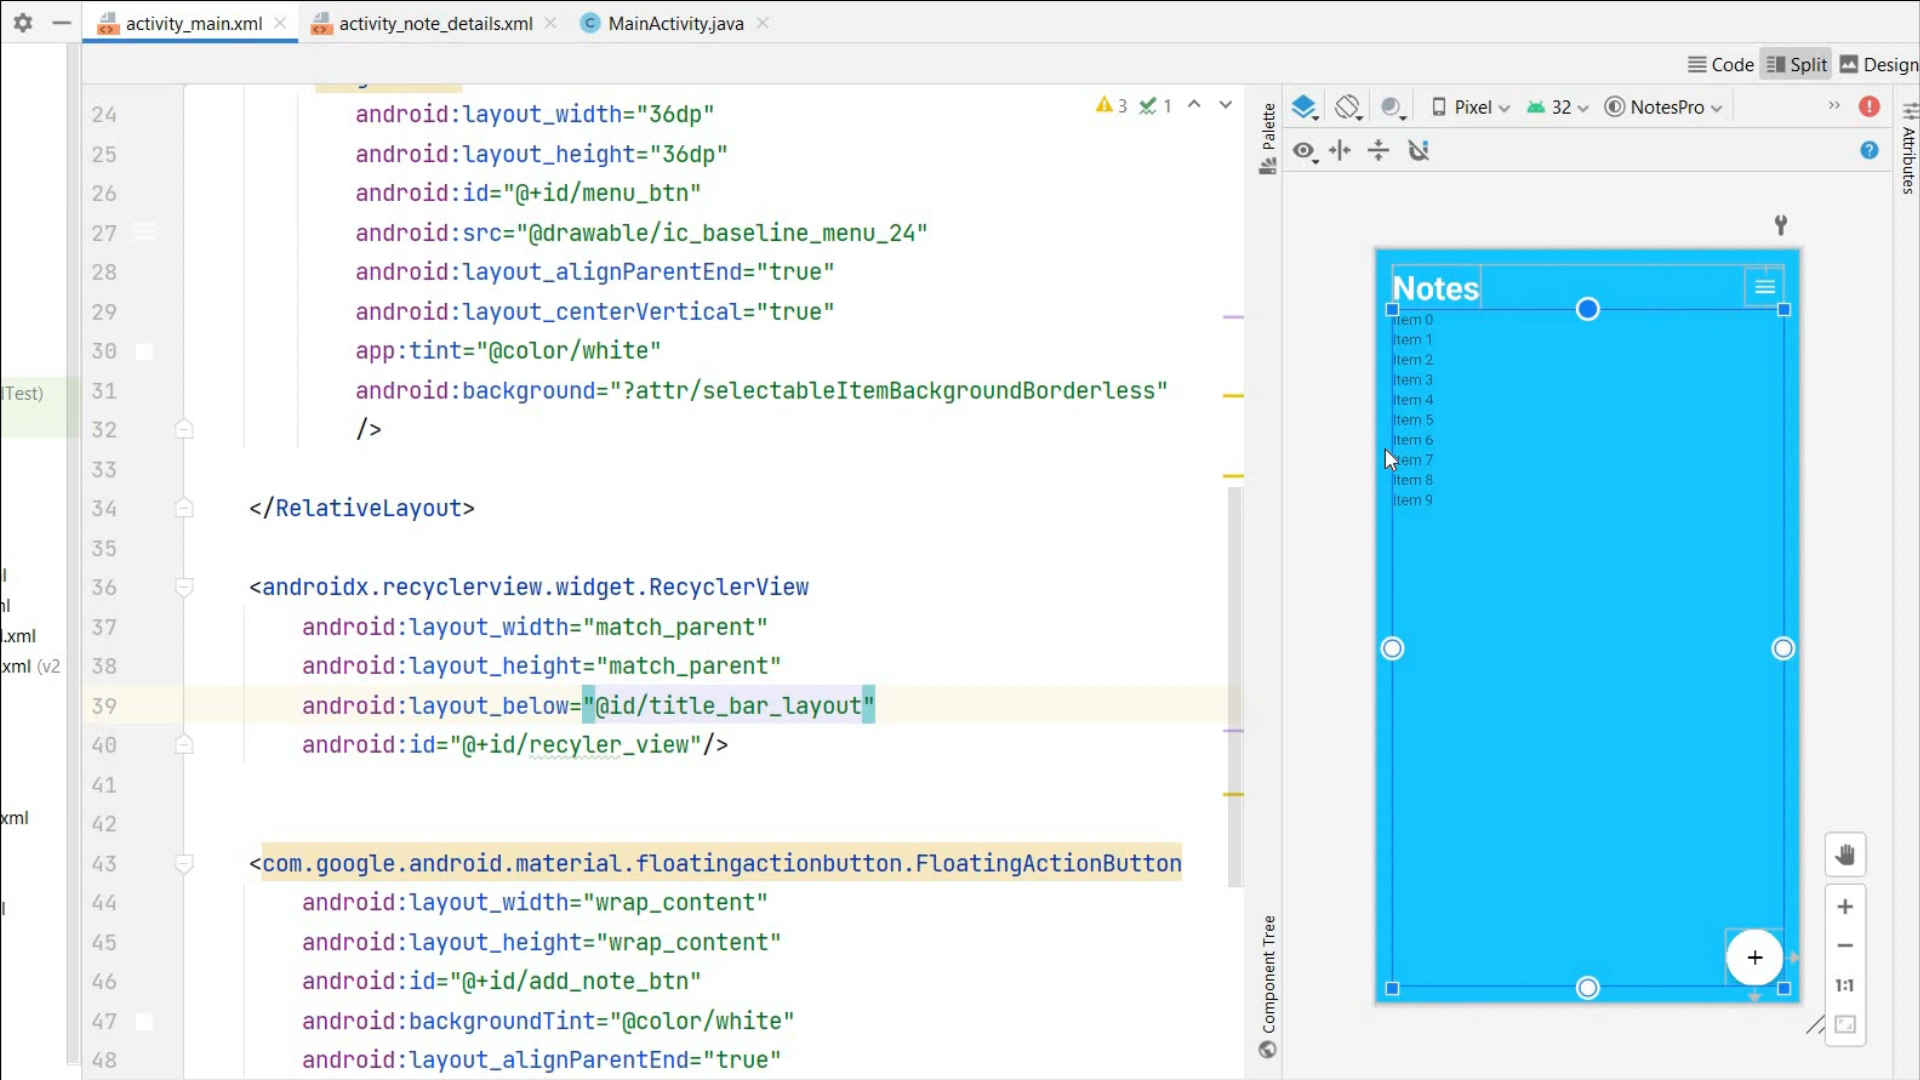 activity_main.xml
activity_note_details.xml
C MainActivity.java
Code
Split
Design
dTest)
l
nl
l.xml
.xml (v2
xml
l
24 android:layout_width="36dp"
25 android:layout_height="36dp"
26 android:id="@+id/menu_btn"
27 android:src="@drawable/ic_baseline_menu_24"
28 android:layout_alignParentEnd="true"
29 android:layout_centerVertical="true"
30 app:tint="@color/white"
31 android:background="?attr/selectableItemBackgroundBorderless"
32 />
33
34 </RelativeLayout>
35
36 <androidx.recyclerview.widget.RecyclerView
37 android:layout_width="match_parent"
38 android:layout_height="match_parent"
39 android:layout_below="@id/title_bar_layout"
40 android:id="@+id/recyler_view"/>
41
42
43 <com.google.android.material.floatingactionbutton.FloatingActionButton
44 android:layout_width="wrap_content"
45 android:layout_height="wrap_content"
46 android:id="@+id/add_note_btn"
47 android:backgroundTint="@color/white"
48 android:layout_alignParentEnd="true"
3 1
Palette
Component Tree
Pixel
32
NotesPro
Attributes
Notes
Item 0
Item 1
Item 2
Item 3
Item 4
Item 5
Item 6
Item 7
Item 8
Item 9
1:1